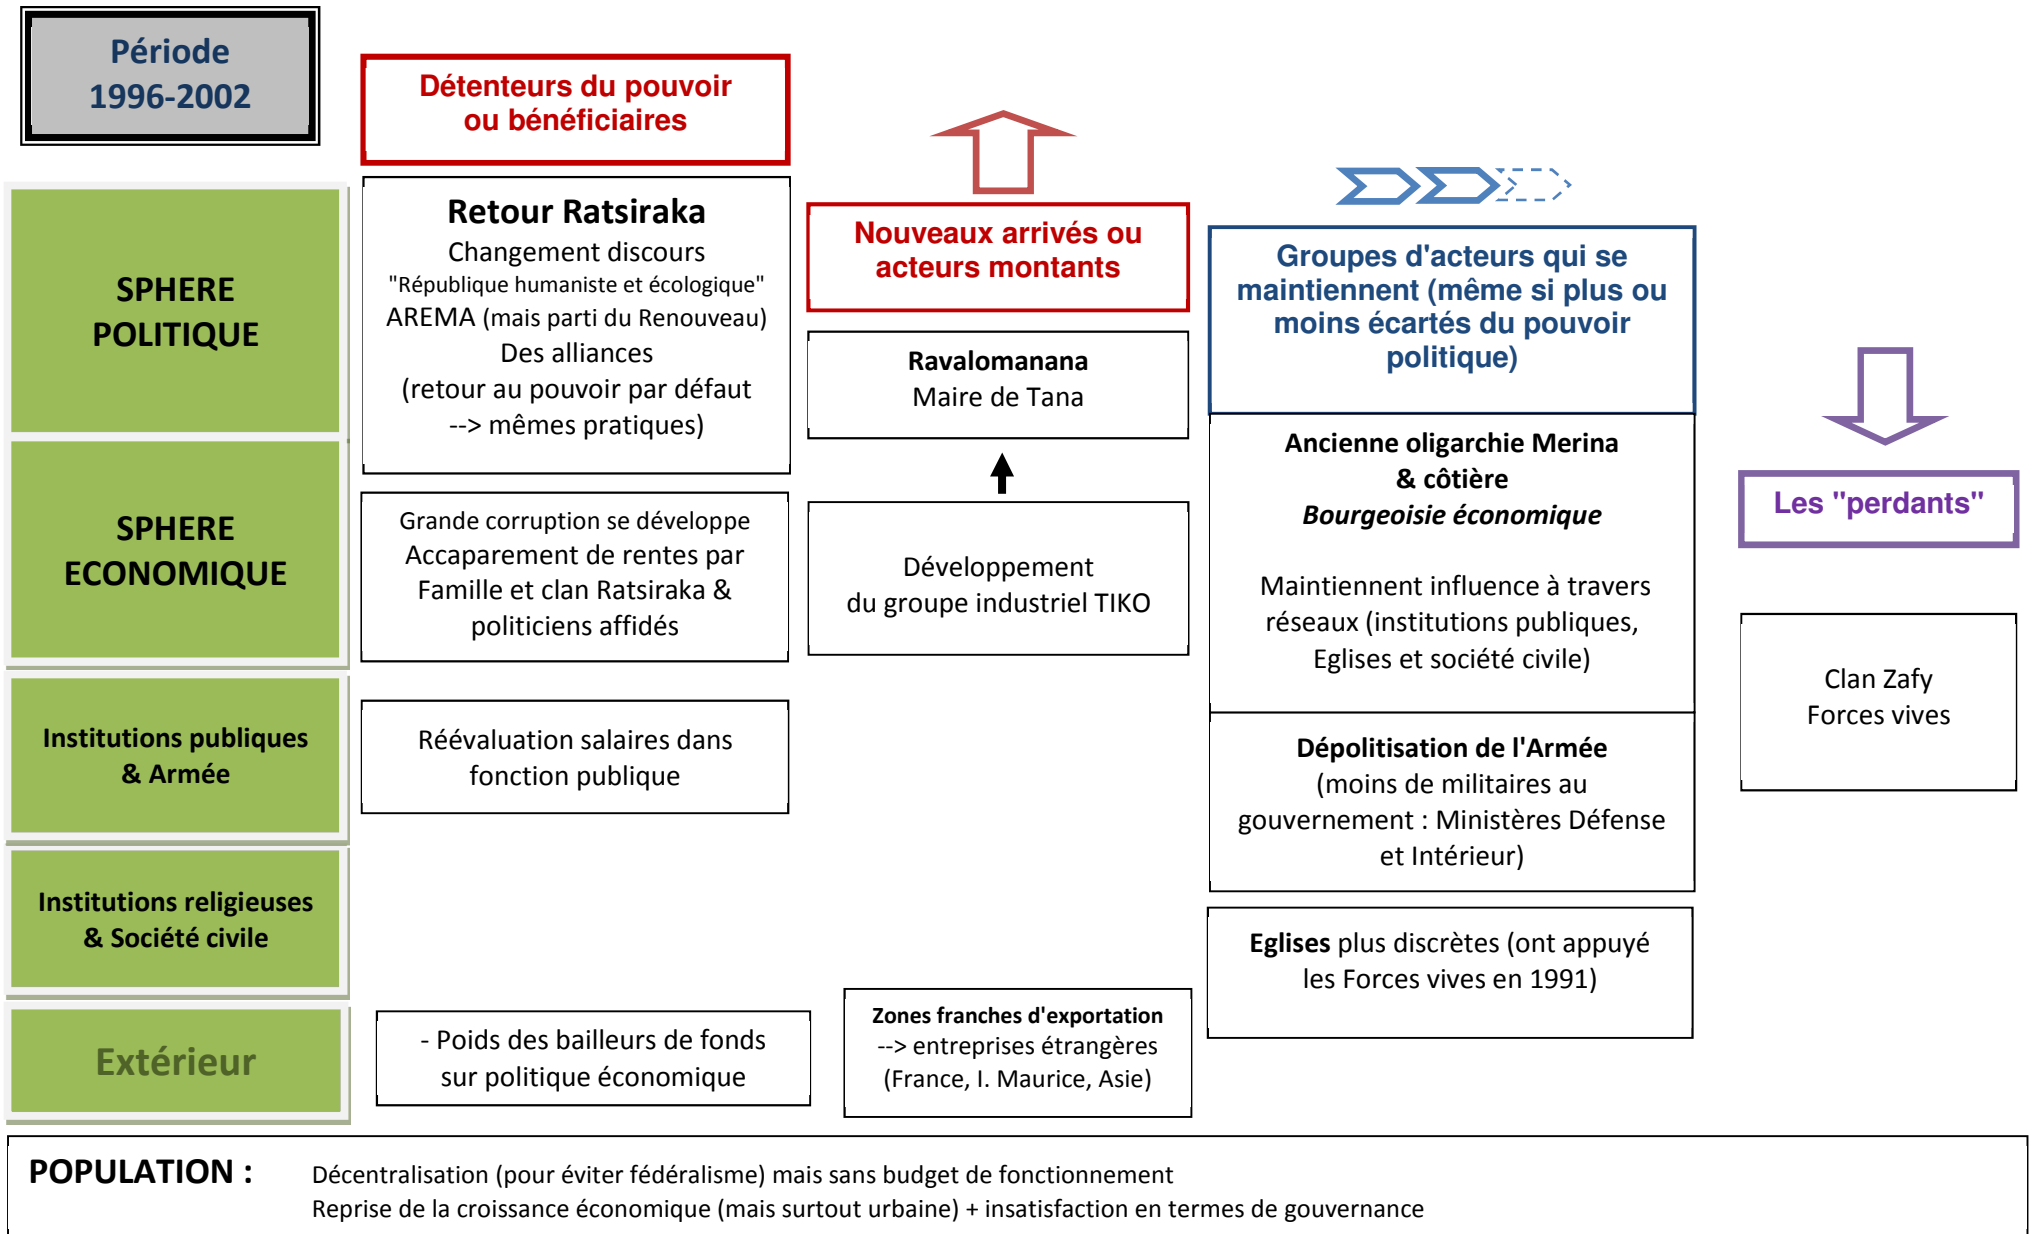 Période
1996-2002
Détenteurs du pouvoir
ou bénéficiaires
Nouveaux arrivés ou
acteurs montants
Groupes d'acteurs qui se
maintiennent (même si plus ou
moins écartés du pouvoir
politique)
Les "perdants"
SPHERE
POLITIQUE
Retour Ratsiraka
Changement discours
"République humaniste et écologique"
AREMA (mais parti du Renouveau)
Des alliances
(retour au pouvoir par défaut
--> mêmes pratiques)
Ravalomanana
Maire de Tana
Ancienne oligarchie Merina
& côtière
Bourgeoisie économique
Maintiennent influence à travers
réseaux (institutions publiques,
Eglises et société civile)
SPHERE
ECONOMIQUE
Grande corruption se développe
Accaparement de rentes par
Famille et clan Ratsiraka &
politiciens affidés
Développement
du groupe industriel TIKO
Clan Zafy
Forces vives
Institutions publiques
& Armée
Réévaluation salaires dans
fonction publique
Dépolitisation de l'Armée
(moins de militaires au
gouvernement : Ministères Défense
et Intérieur)
Institutions religieuses
& Société civile
Eglises plus discrètes (ont appuyé
les Forces vives en 1991)
Extérieur
- Poids des bailleurs de fonds
sur politique économique
Zones franches d'exportation
--> entreprises étrangères
(France, I. Maurice, Asie)
POPULATION : Décentralisation (pour éviter fédéralisme) mais sans budget de fonctionnement
Reprise de la croissance économique (mais surtout urbaine) + insatisfaction en termes de gouvernance